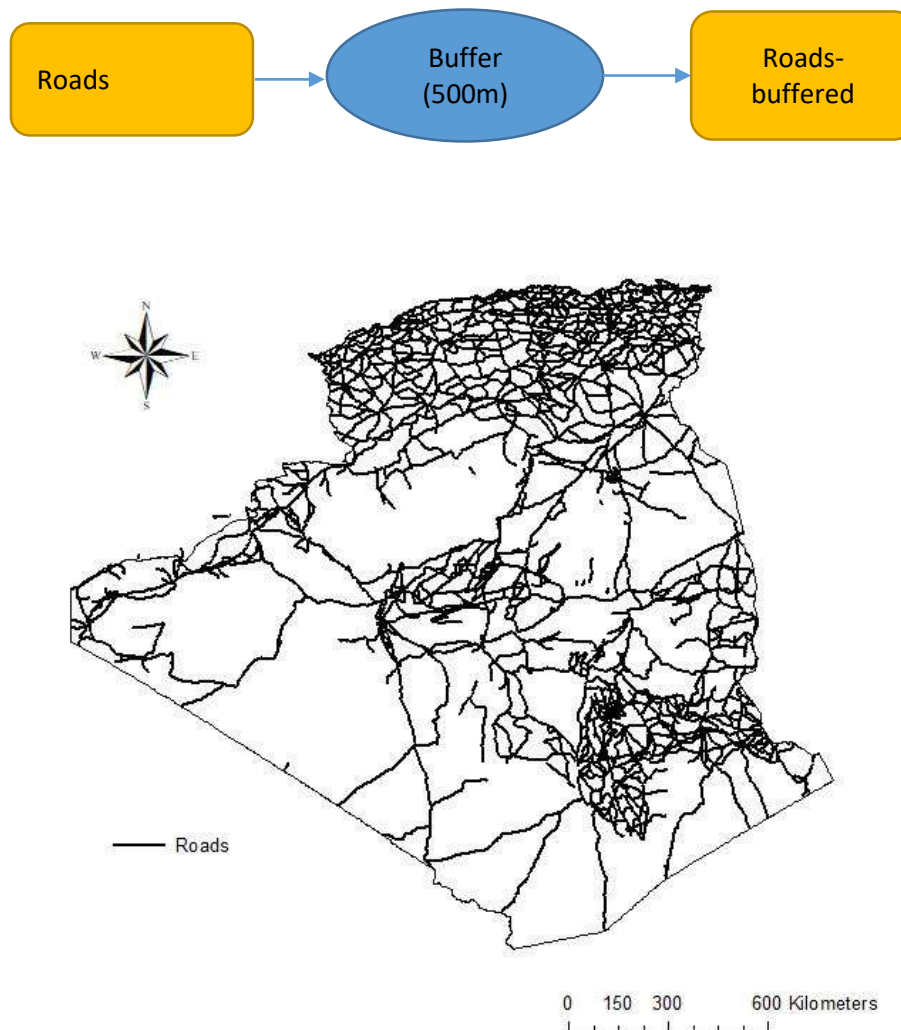 Roads
Buffer
(500m)
Roads-
buffered
N
W E
S
Roads
0 150 300 600 Kilometers